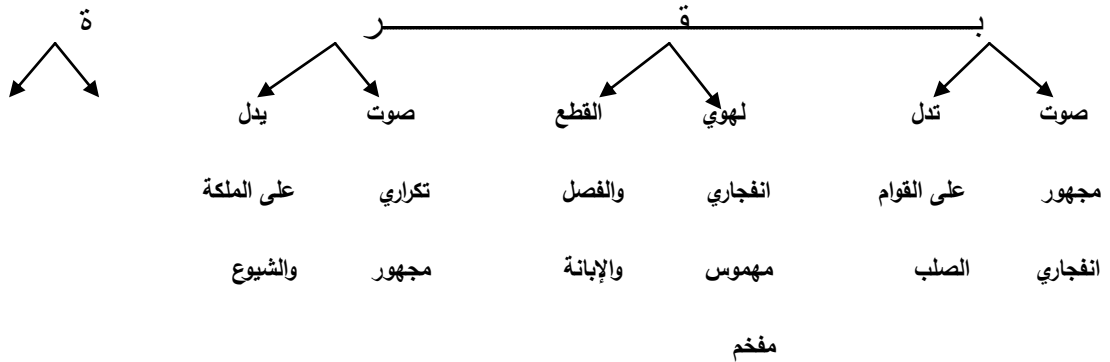 ب ق ر ة
صوت تدل لهوي القطع صوت يدل
مجهور على القوام انفجاري والفصل تكراري على الملكة
انفجاري الصلب مهموس والإبانة مجهور والشيوع
مفخم